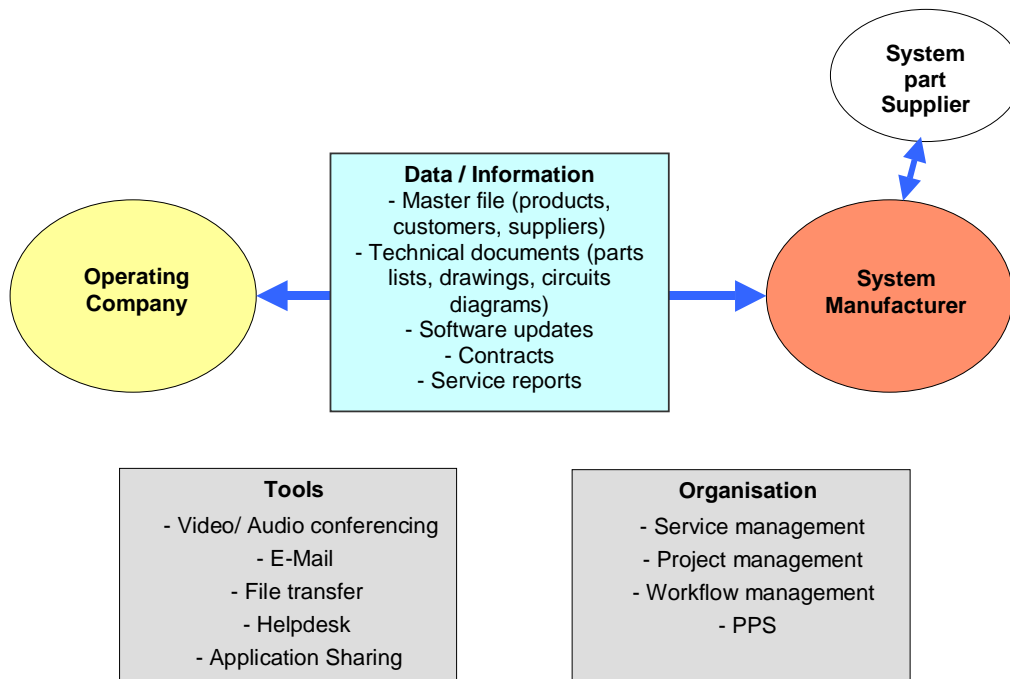 System
part
Supplier
Data / Information
- Master file (products,
customers, suppliers)
- Technical documents (parts
lists, drawings, circuits
diagrams)
- Software updates
- Contracts
- Service reports
Operating
Company
System
Manufacturer
Tools
- Video/ Audio conferencing
- E-Mail
- File transfer
- Helpdesk
- Application Sharing
Organisation
- Service management
- Project management
- Workflow management
- PPS